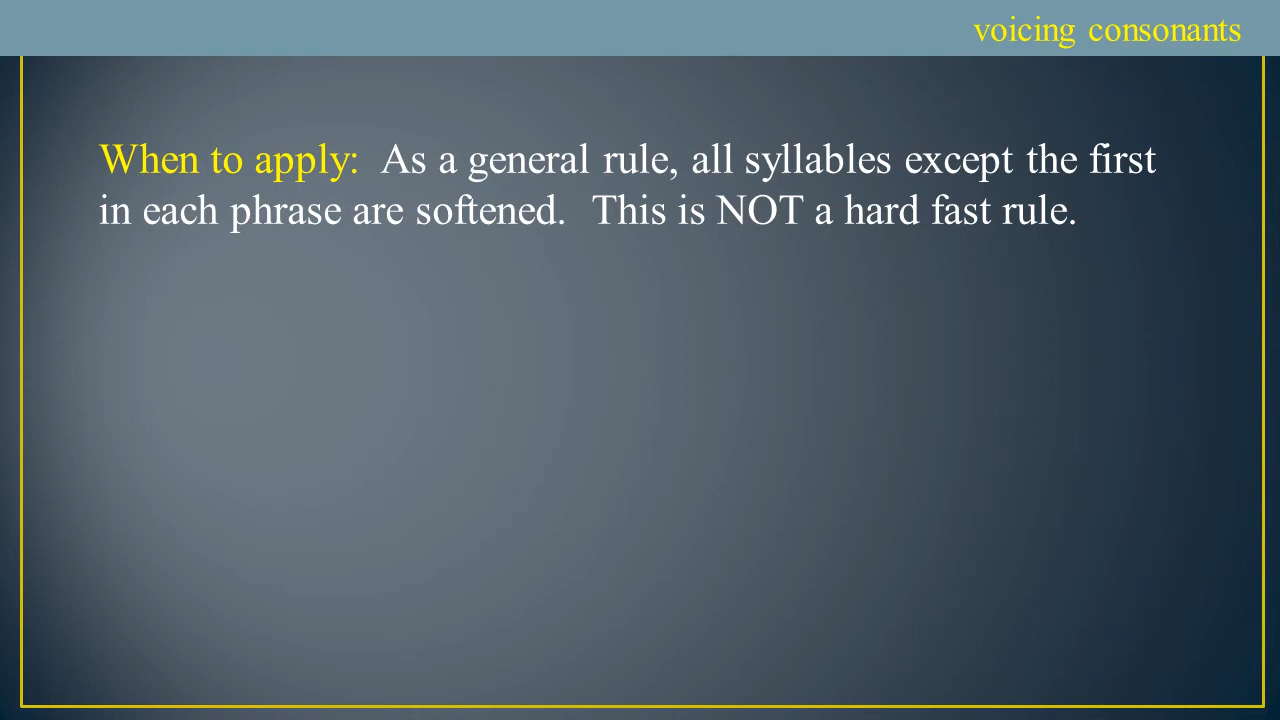 voicing consonants
When to apply:  As a general rule, all syllables except the first
in each phrase are softened.  This is NOT a hard fast rule.